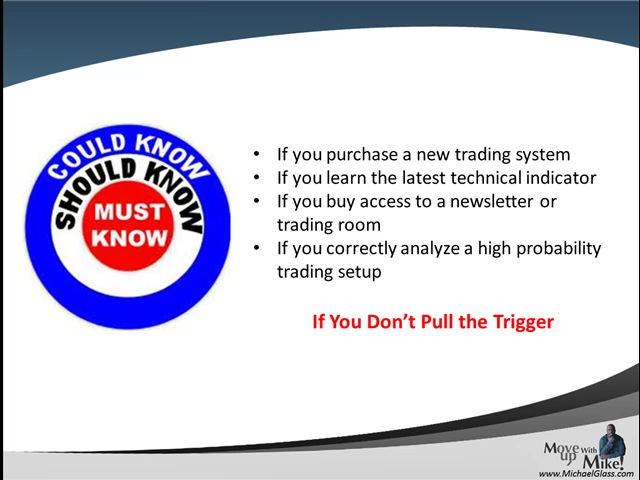 COULD KNOW
SHOULD KNOW
MUST
KNOW
• If you purchase a new trading system
• If you learn the latest technical indicator
• If you buy access to a newsletter or
trading room
• If you correctly analyze a high probability
trading setup
If You Don’t Pull the Trigger
Move up With Mike!
www.MichaelGlass.com